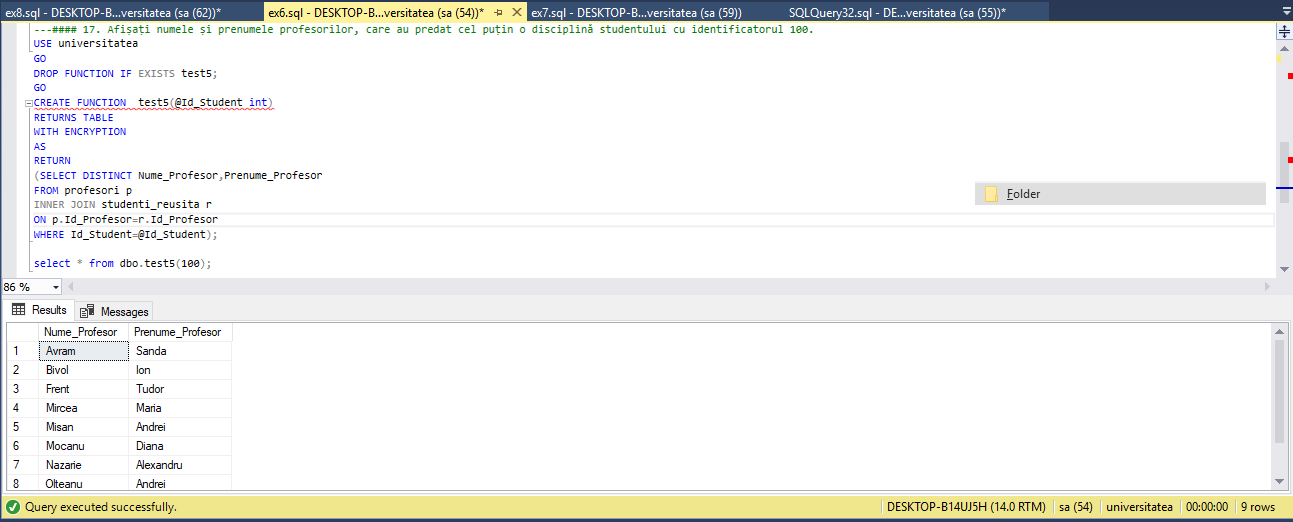 ex8.sql - DESKTOP-B...versitatea (sa (62))* ex6.sql - DESKTOP-B...versitatea (sa (54))* ex7.sql - DESKTOP-B...versitatea (sa (59)) SQLQuery32.sql - DE...versitatea (sa (55))*
---#### 17. Afișați numele și prenumele profesorilor, care au predat cel puțin o disciplină studentului cu identificatorul 100.
USE universitatea
GO
DROP FUNCTION IF EXISTS test5;
GO
CREATE FUNCTION  test5(@Id_Student int)
RETURNS TABLE
WITH ENCRYPTION
AS
RETURN
(SELECT DISTINCT Nume_Profesor,Prenume_Profesor
FROM profesori p
Folder
INNER JOIN studenti_reusita r
ON p.Id_Profesor=r.Id_Profesor
WHERE Id_Student=@Id_Student);
select * from dbo.test5(100);
86 %
Results Messages
Nume_Profesor Prenume_Profesor
1 Avram Sanda
2 Bivol Ion
3 Frent Tudor
4 Mircea Maria
5 Misan Andrei
6 Mocanu Diana
7 Nazarie Alexandru
8 Olteanu Andrei
Query executed successfully. DESKTOP-B14UJ5H (14.0 RTM) sa (54) universitatea 00:00:00 9 rows